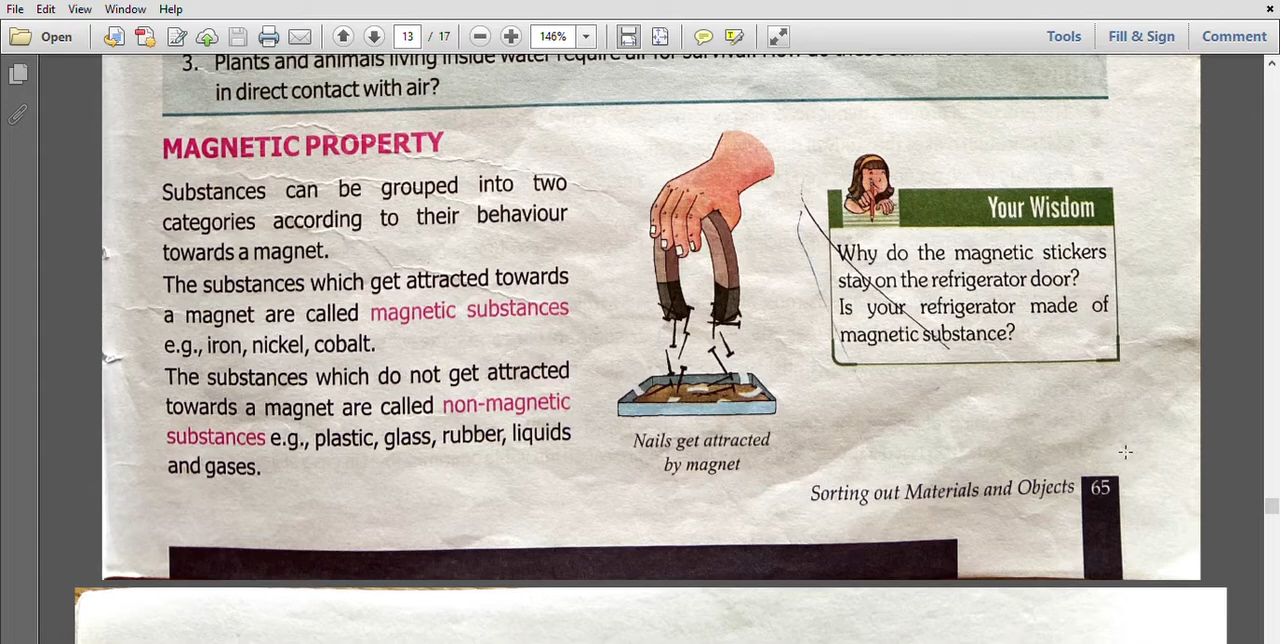 File Edit View Window Help
Open 13 / 17 146% Tools Fill & Sign Comment
3. Plants and animals living inside water require air for survival. How do these
in direct contact with air?
MAGNETIC PROPERTY
Substances can be grouped into two
categories according to their behaviour
towards a magnet.
The substances which get attracted towards
a magnet are called magnetic substances
e.g., iron, nickel, cobalt.
The substances which do not get attracted
towards a magnet are called non-magnetic
substances e.g., plastic, glass, rubber, liquids
and gases.
Nails get attracted
by magnet
Your Wisdom
Why do the magnetic stickers
stay on the refrigerator door?
Is your refrigerator made of
magnetic substance?
Sorting out Materials and Objects 65